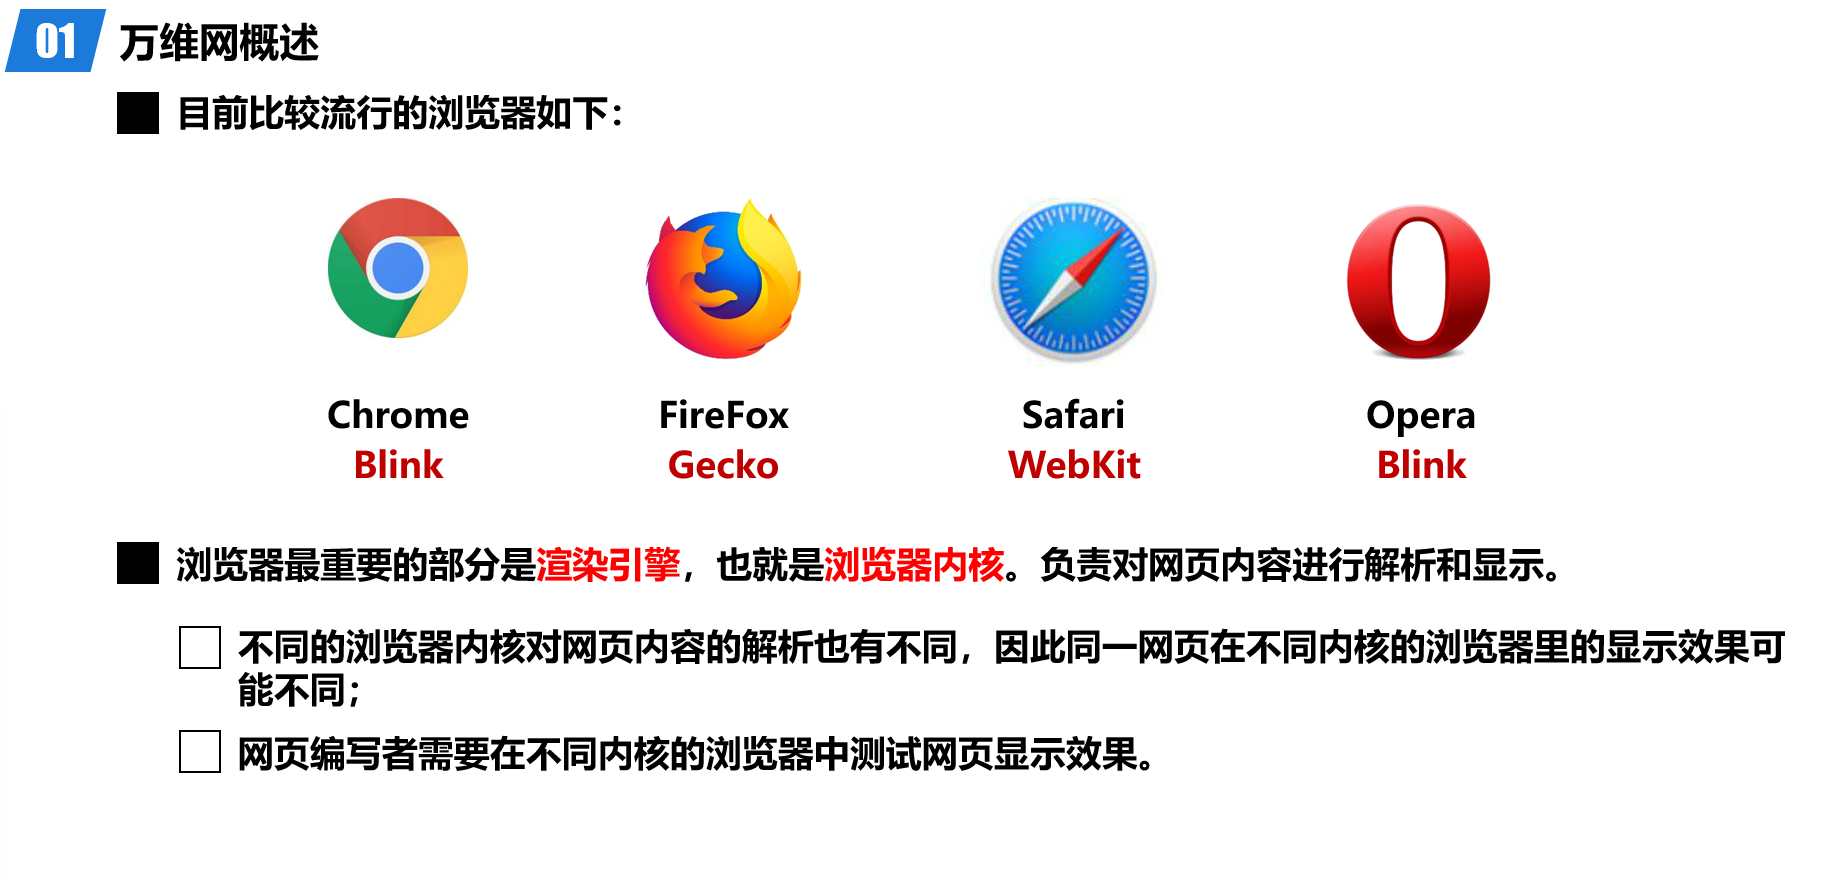 01 万维网概述
目前比较流行的浏览器如下：
Chrome FireFox Safari Opera
Blink Gecko WebKit Blink
浏览器最重要的部分是渲染引擎，也就是浏览器内核。负责对网页内容进行解析和显示。
不同的浏览器内核对网页内容的解析也有不同，因此同一网页在不同内核的浏览器里的显示效果可
能不同；
网页编写者需要在不同内核的浏览器中测试网页显示效果。